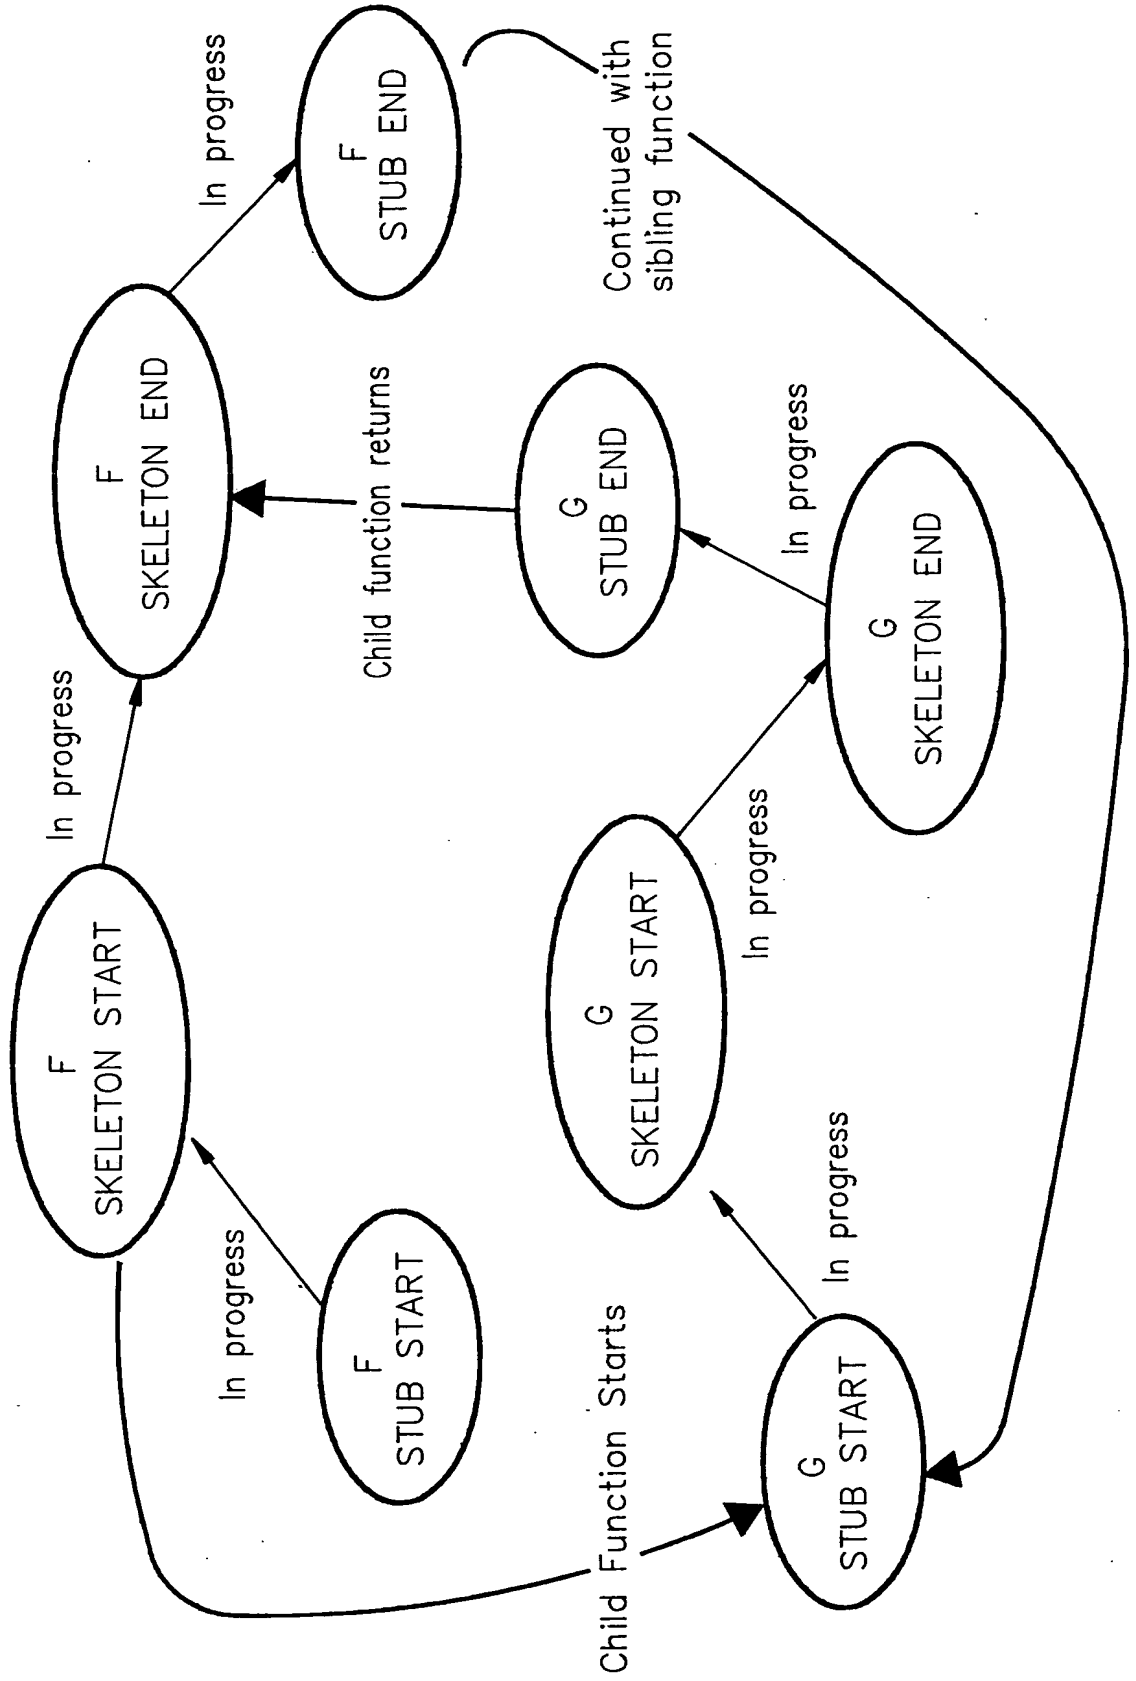 F
SKELETON START
In progress
F
SKELETON END
In progress
F
STUB END
In progress
F
STUB START
Child function returns
Continued with
sibling function
Child Function Starts
G
STUB START
In progress
G
SKELETON START
In progress
G
SKELETON END
In progress
G
STUB END